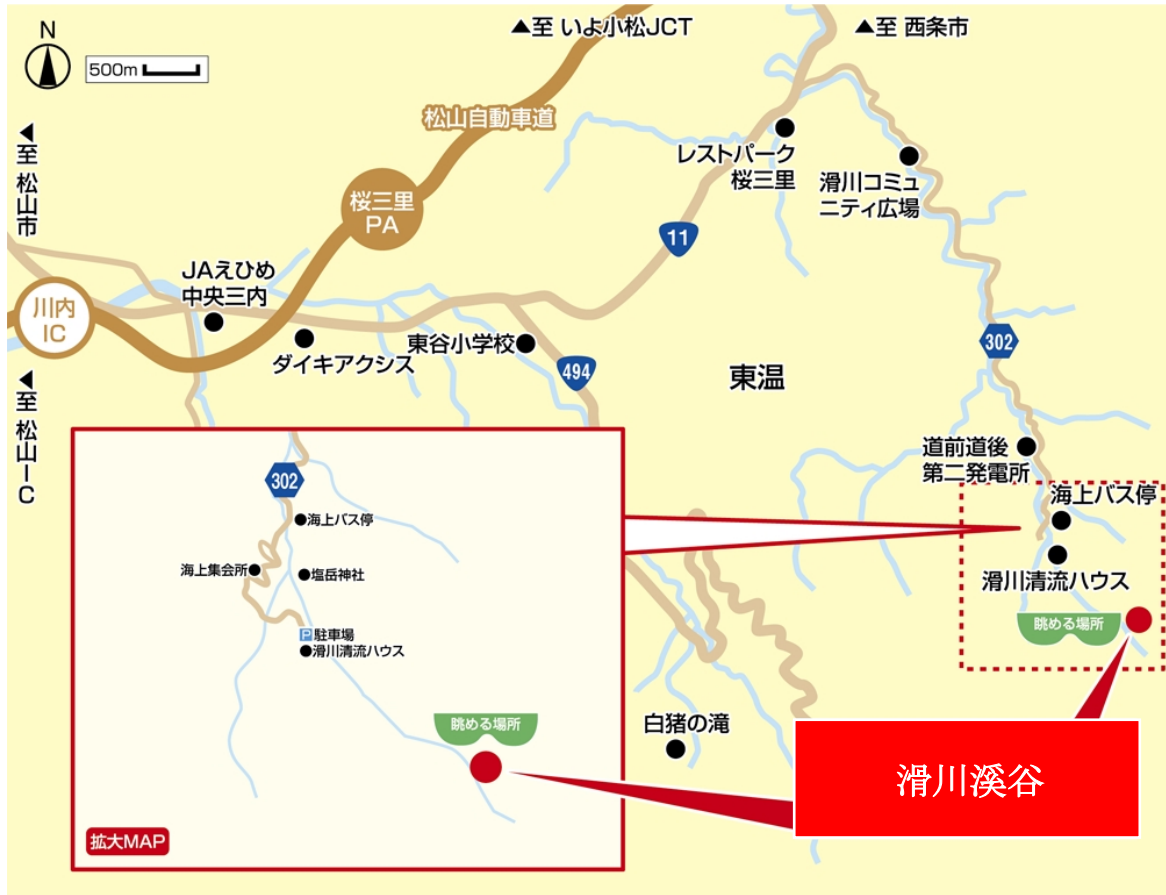 N
500m
▲至 いよ小松JCT
▲至 西条市
松山自動車道
◀至 松山市
レストパーク
桜三里
滑川コミュ
ニティ広場
桜三里
PA
11
JAえひめ
中央三内
川内
IC
ダイキアクシス
東谷小学校
494
302
東温
◀至 松山IC
道前道後
第二発電所
海上バス停
滑川清流ハウス
眺める場所
302
海上バス停
海上集会所
塩岳神社
P駐車場
滑川清流ハウス
眺める場所
拡大MAP
白猪の滝
滑川溪谷